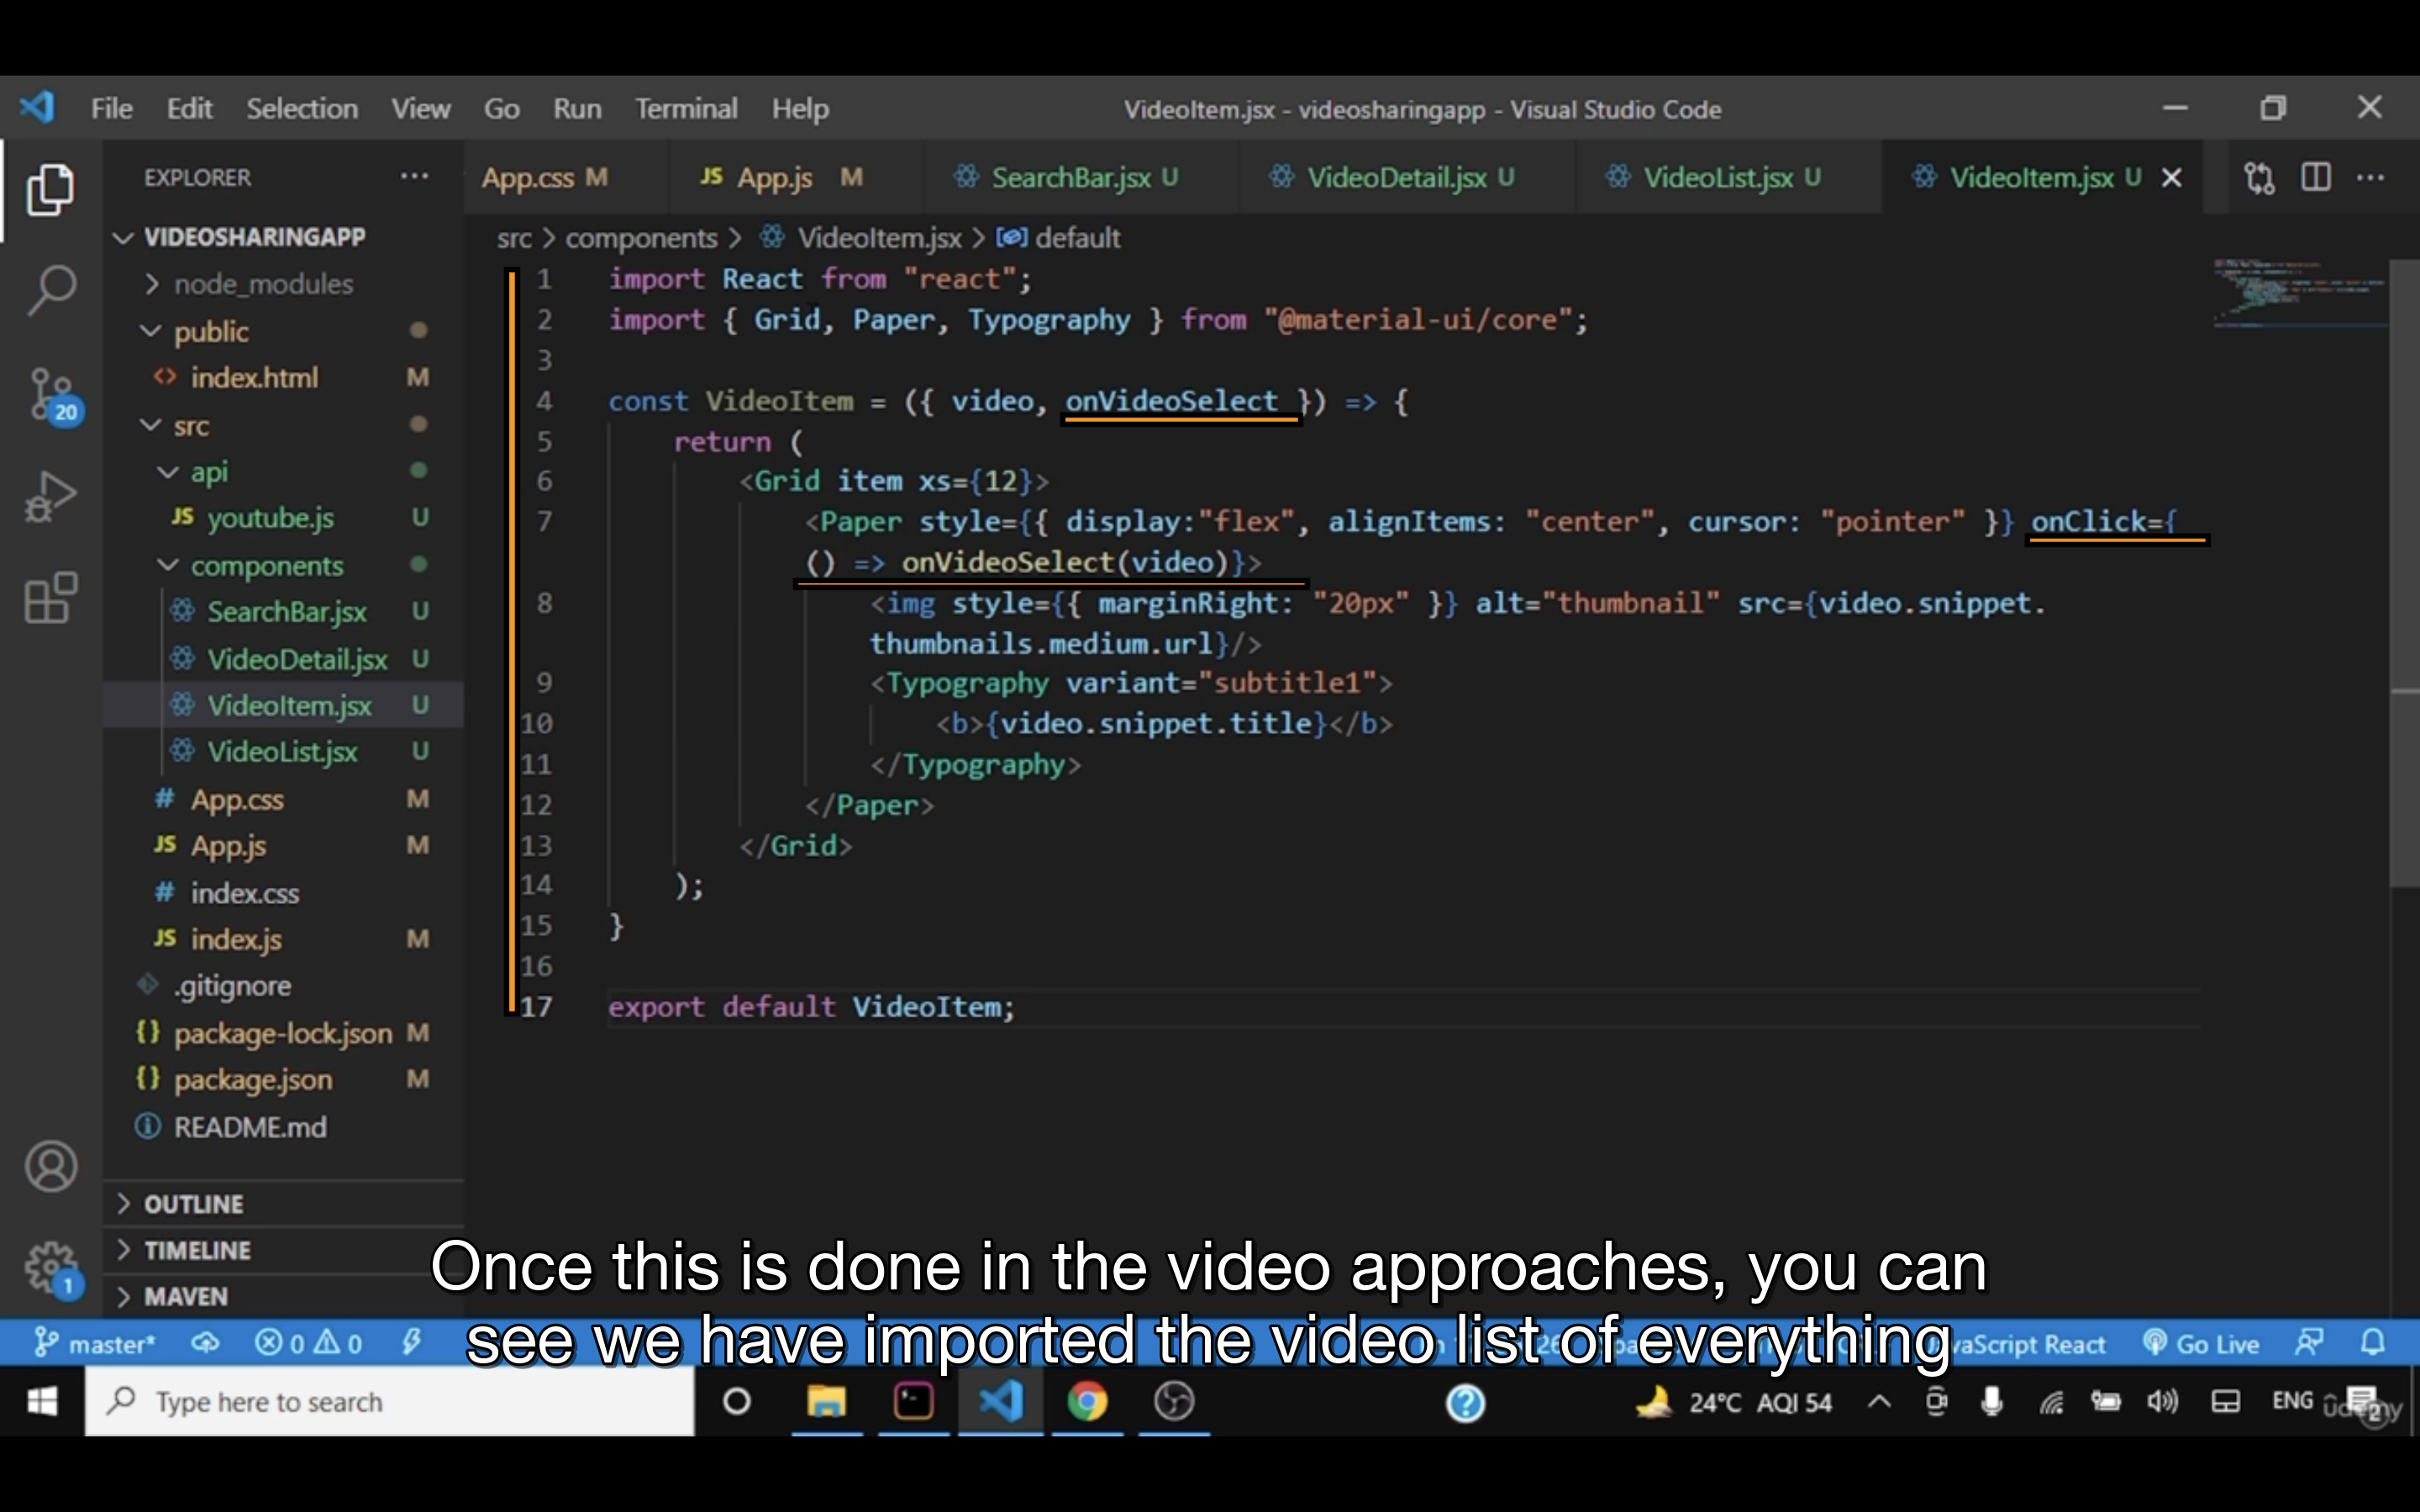 File Edit Selection View Go Run Terminal Help
VideoItem.jsx - videosharingapp - Visual Studio Code
EXPLORER
App.css M
JS App.js M
SearchBar.jsx U
VideoDetail.jsx U
VideoList.jsx U
VideoItem.jsx U
VIDEOSHARINGAPP
node_modules
public
index.html M
src
api
JS youtube.js U
components
SearchBar.jsx U
VideoDetail.jsx U
VideoItem.jsx U
VideoList.jsx U
# App.css M
JS App.js M
# index.css
JS index.js M
.gitignore
{} package-lock.json M
{} package.json M
README.md
OUTLINE
TIMELINE
MAVEN
20
1
src > components > VideoItem.jsx > default
1 import React from "react";
2 import { Grid, Paper, Typography } from "@material-ui/core";
3
4 const VideoItem = ({ video, onVideoSelect }) => {
5 return (
6 <Grid item xs={12}>
7 <Paper style={{ display:"flex", alignItems: "center", cursor: "pointer" }} onClick={
() => onVideoSelect(video)}>
8 <img style={{ marginRight: "20px" }} alt="thumbnail" src={video.snippet.
thumbnails.medium.url}/>
9 <Typography variant="subtitle1">
10 <b>{video.snippet.title}</b>
11 </Typography>
12 </Paper>
13 </Grid>
14 );
15 }
16
17 export default VideoItem;
Once this is done in the video approaches, you can
see we have imported the video list of everything
master* 0 0
vaScript React Go Live
Type here to search
24°C AQI 54
ENG
2